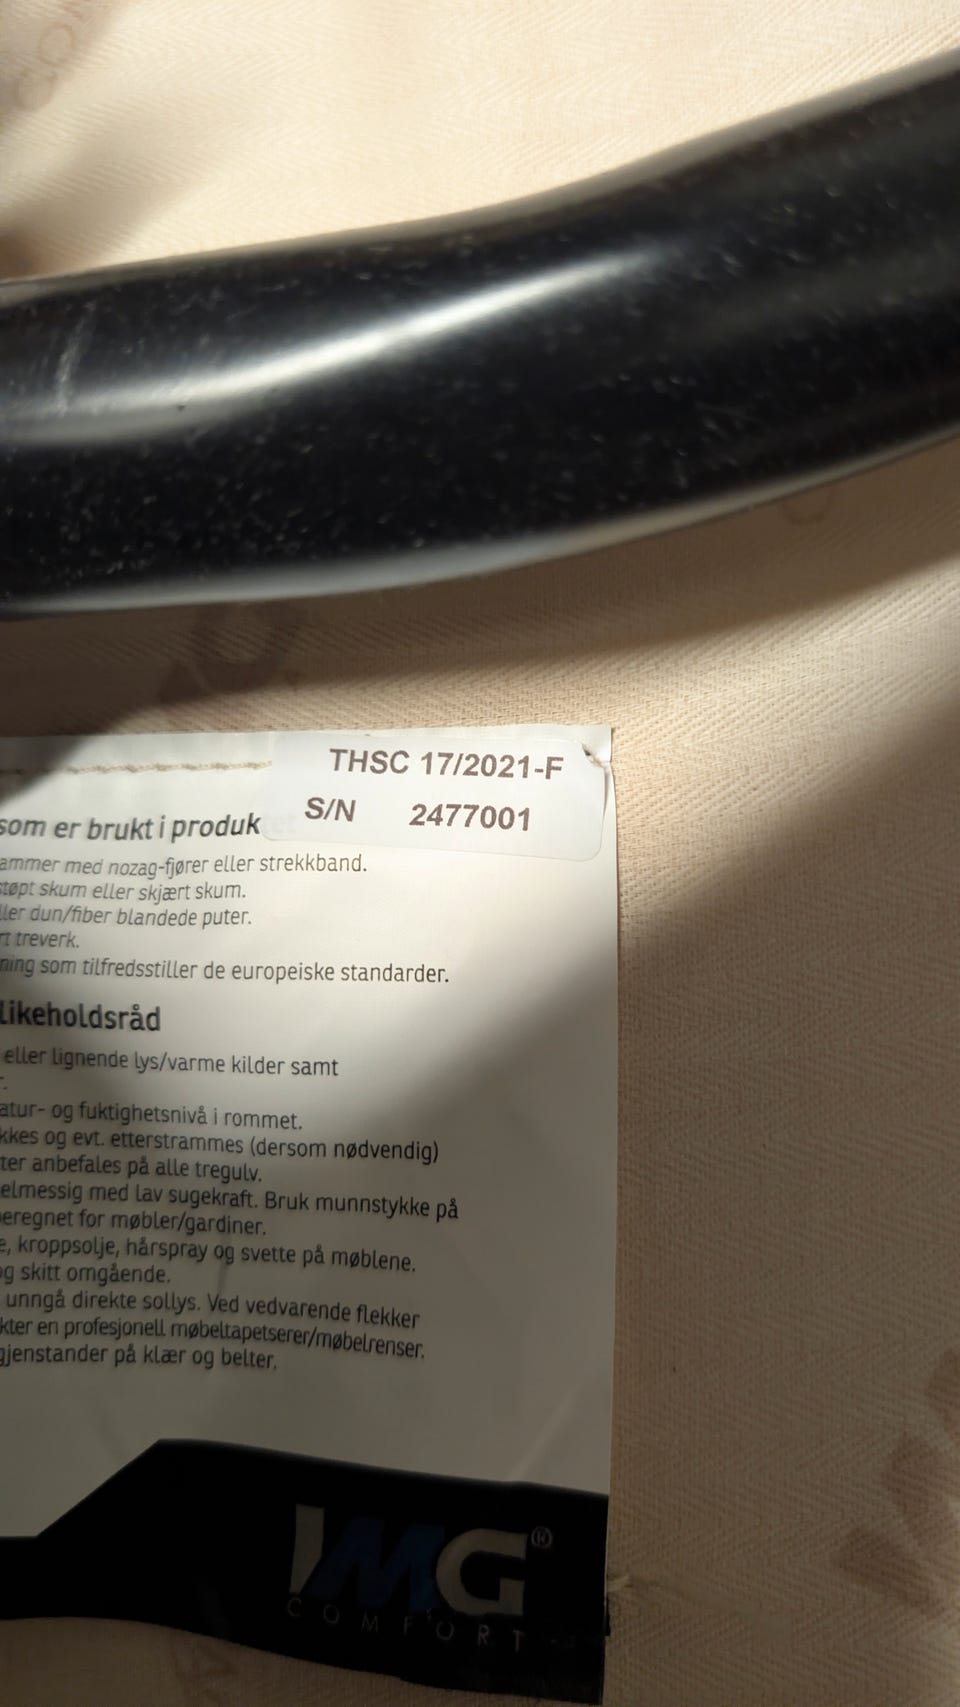 THSC 17/2021-F
S/N 2477001
som er brukt i produk
ammer med nozag-fjører eller strekkband.
tøpt skum eller skjært skum.
ller dun/fiber blandede puter.
rt treverk.
ning som tilfredsstiller de europeiske standarder.
likeholdsråd
eller lignende lys/varme kilder samt
r.
atur- og fuktighetsnivå i rommet.
kkes og evt. etterstrammes (dersom nødvendig)
ter anbefales på alle tregulv.
elmessig med lav sugekraft. Bruk munnstykke på
eregnet for møbler/gardiner.
e, kroppsolje, hårspray og svette på møblene.
og skitt omgående.
unngå direkte sollys. Ved vedvarende flekker
kter en profesjonell møbeltapetserer/møbelrenser.
gjenstander på klær og belter.
IMG®
COMFORT